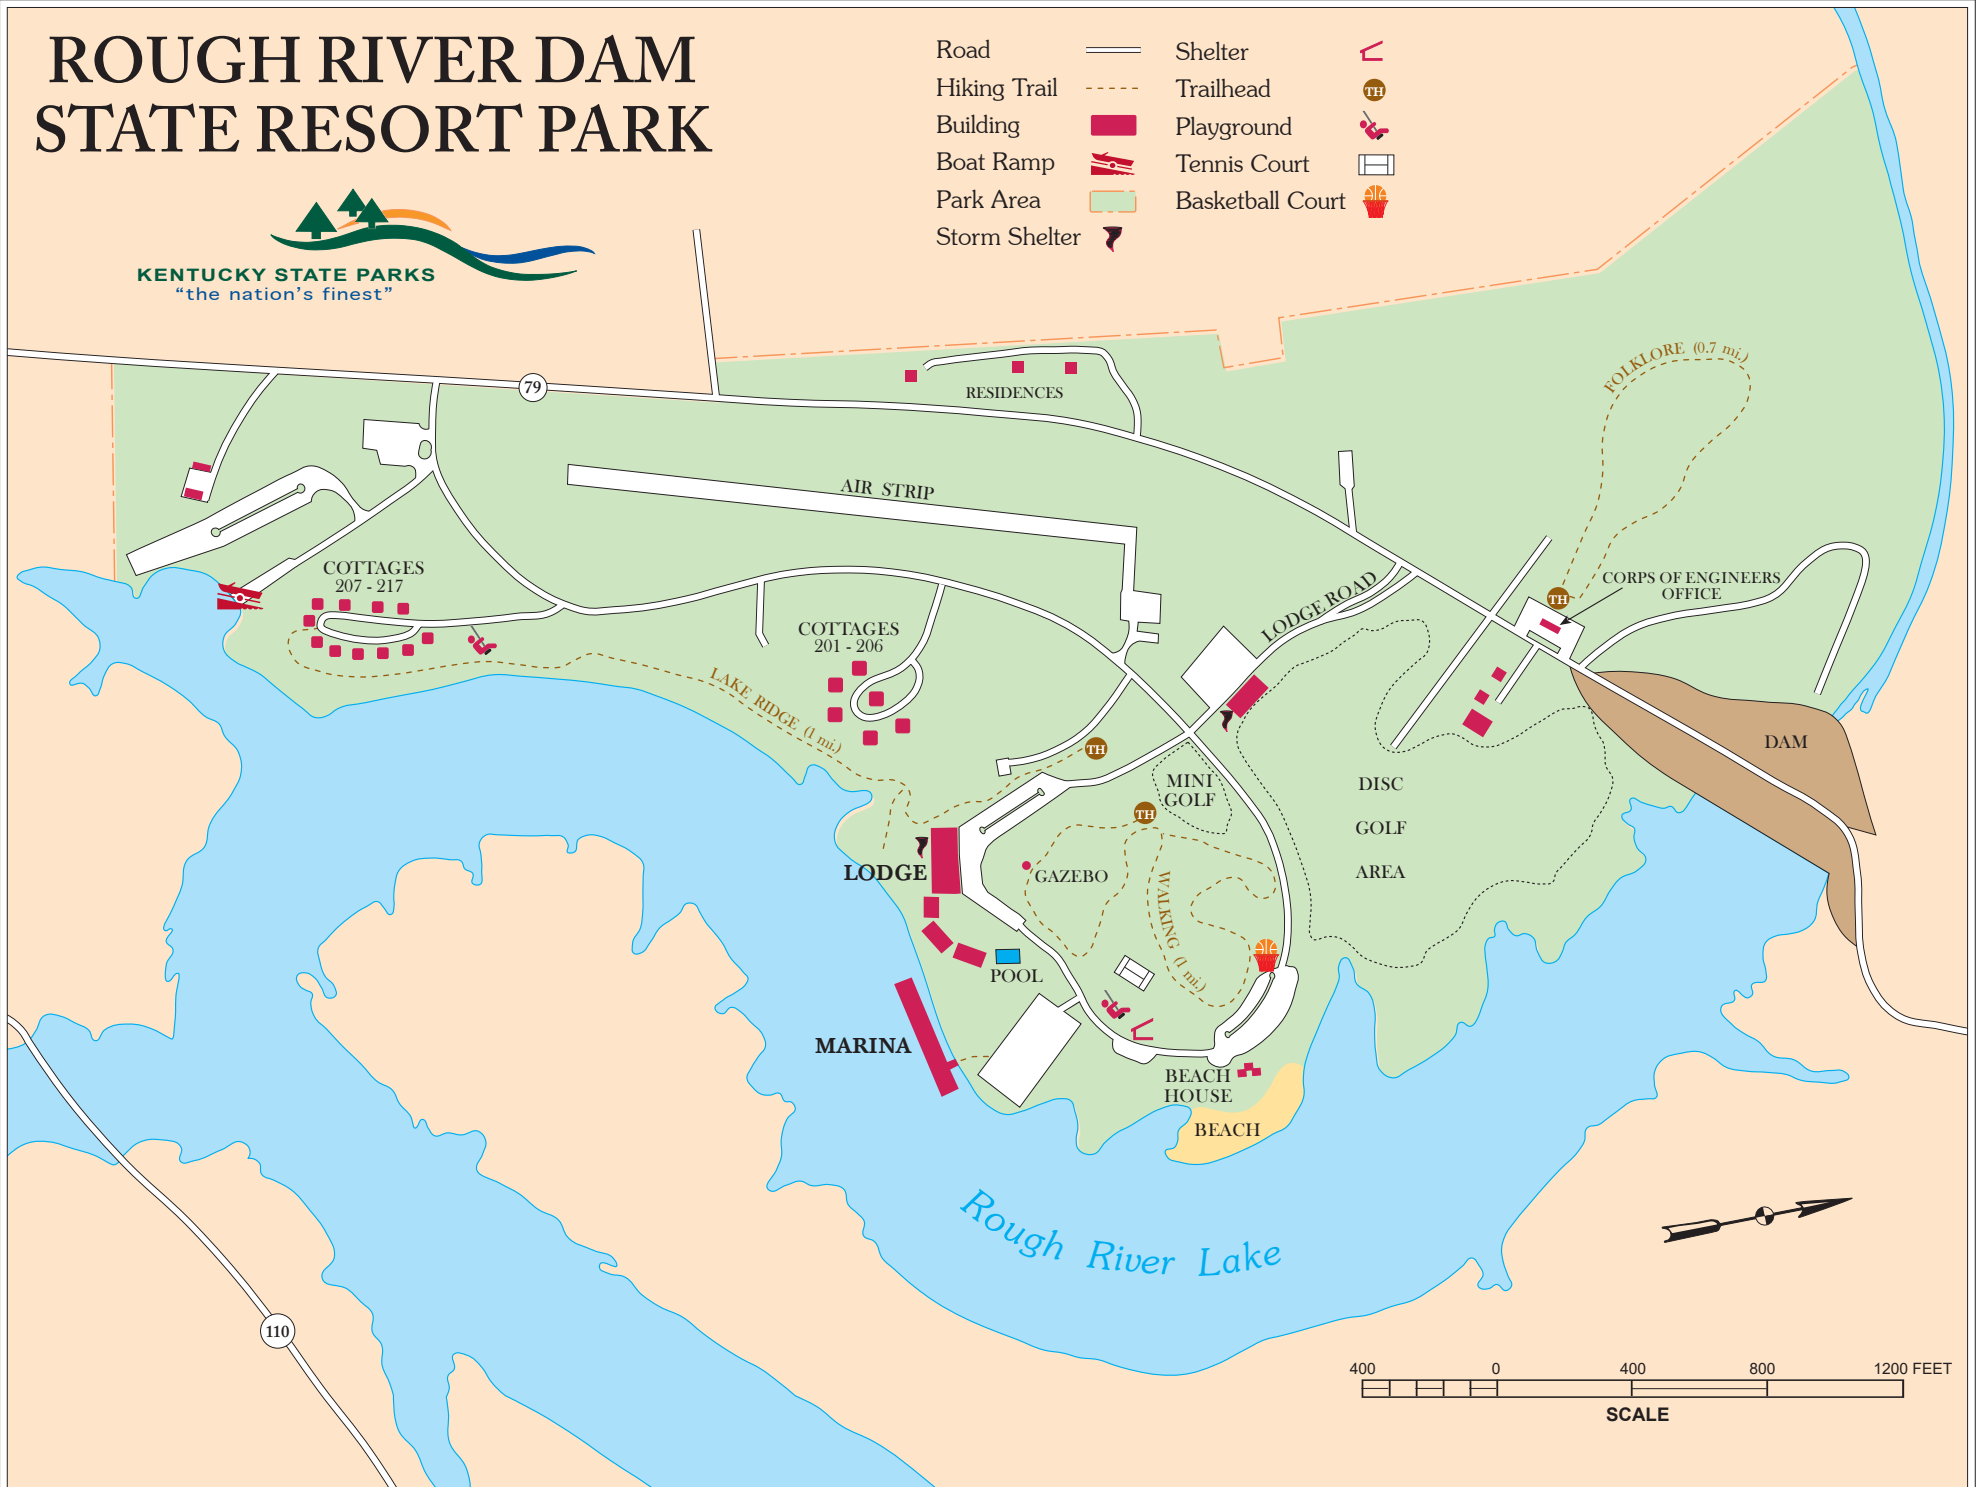 ROUGH RIVER DAM
STATE RESORT PARK
KENTUCKY STATE PARKS
“the nation’s finest”
Road
Hiking Trail
Building
Boat Ramp
Park Area
Storm Shelter
Shelter
Trailhead
TH
Playground
Tennis Court
Basketball Court
79
RESIDENCES
AIR STRIP
FOLKLORE (0.7 mi.)
TH
CORPS OF ENGINEERS
OFFICE
COTTAGES
207 - 217
LODGE ROAD
COTTAGES
201 - 206
LAKE RIDGE (1 mi.)
TH
DAM
MINI
GOLF
TH
DISC
GOLF
AREA
LODGE
GAZEBO
WALKING (1 mi.)
POOL
MARINA
BEACH
HOUSE
BEACH
Rough River Lake
110
400 0 400 800 1200 FEET
SCALE